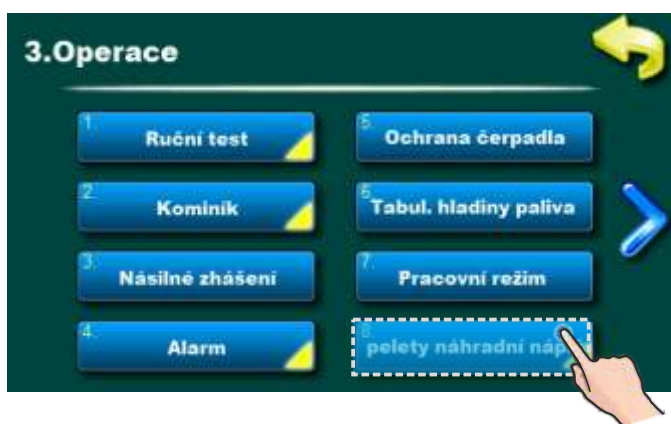 3.Operace
1. Ruční test
2. Kominík
3. Násilné zhášení
4. Alarm
5. Ochrana čerpadla
6. Tabul. hladiny paliva
7. Pracovní režim
8. pelety náhradní